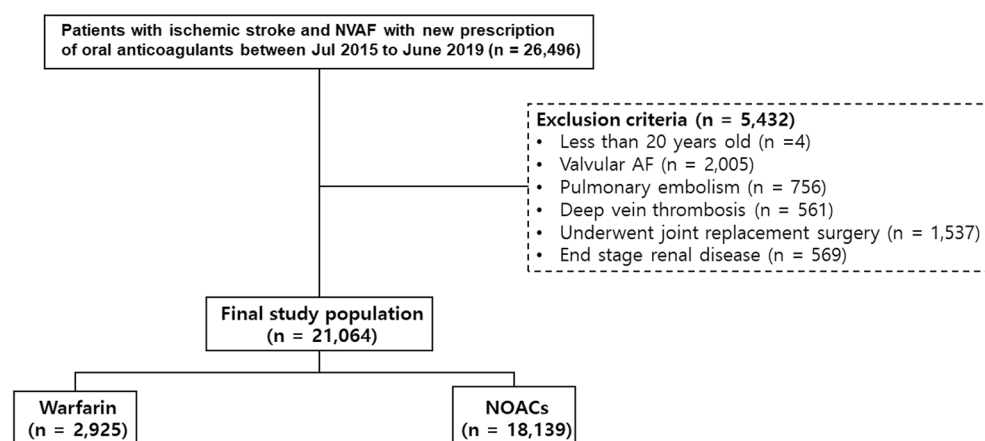 Patients with ischemic stroke and NVAF with new prescription
of oral anticoagulants between Jul 2015 to June 2019 (n = 26,496)
Exclusion criteria (n = 5,432)
• Less than 20 years old (n =4)
• Valvular AF (n = 2,005)
• Pulmonary embolism (n = 756)
• Deep vein thrombosis (n = 561)
• Underwent joint replacement surgery (n = 1,537)
• End stage renal disease (n = 569)
Final study population
(n = 21,064)
Warfarin
(n = 2,925)
NOACs
(n = 18,139)